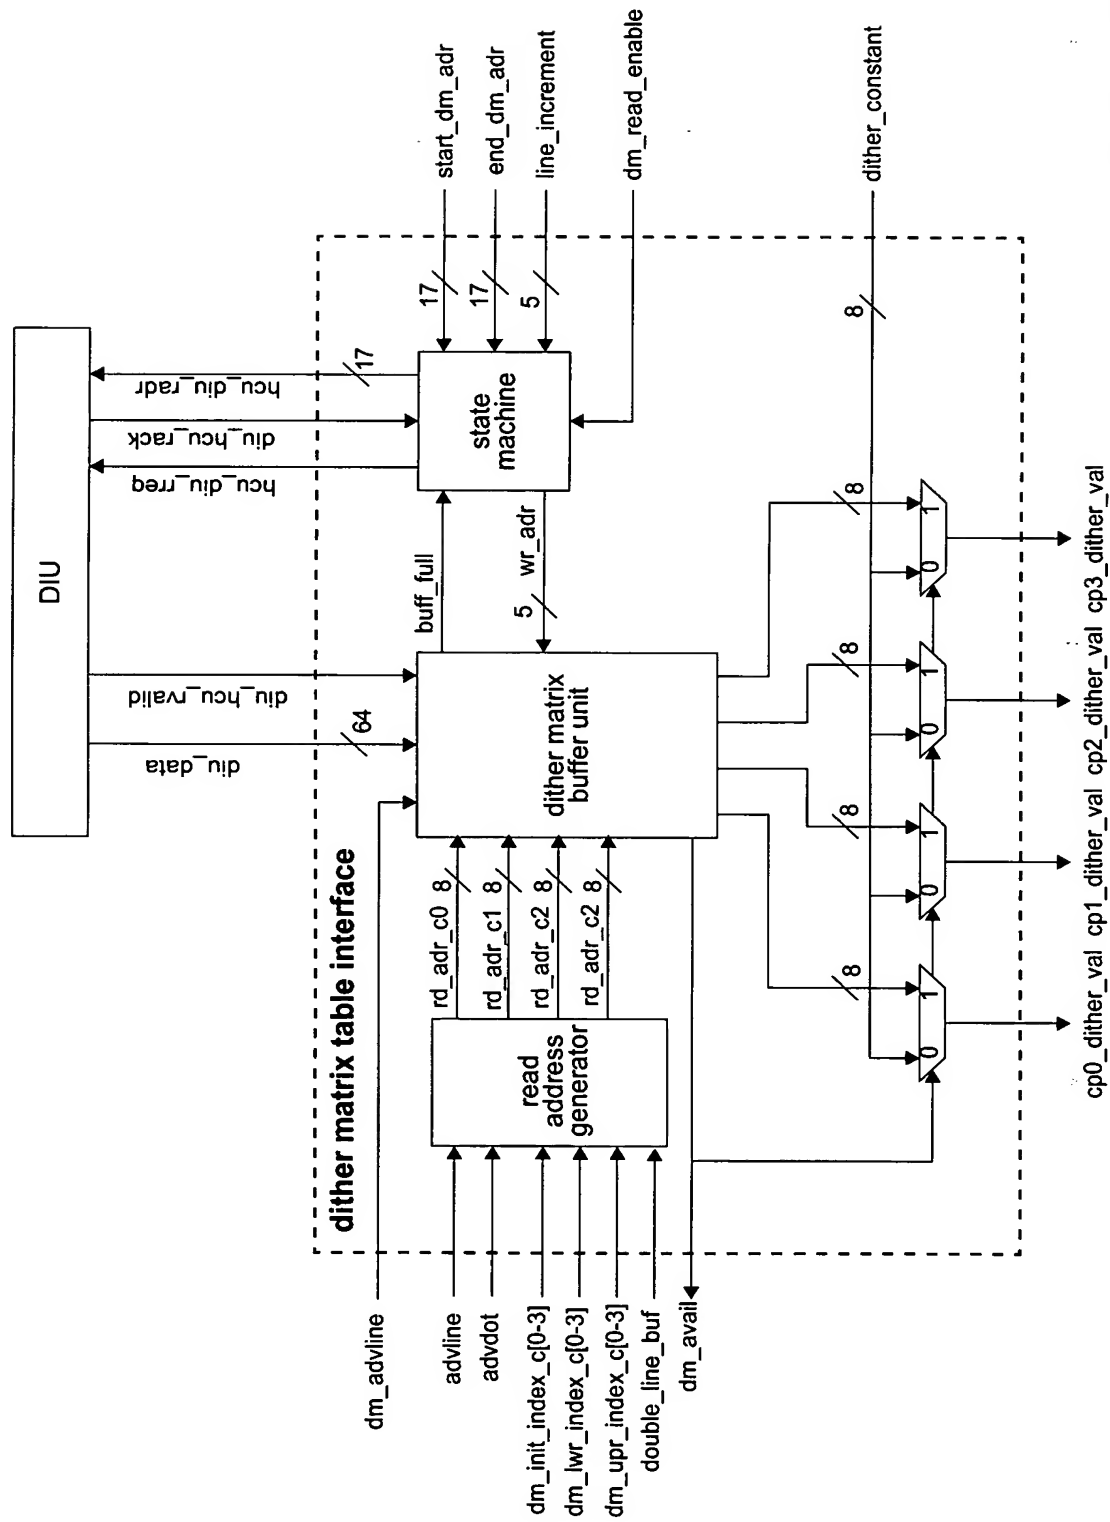 DIU
hcu_diu_radr
diu_hcu_rack
hcu_diu_rreq
diu_hcu_rvalid
diu_data
17
64
dither matrix table interface
start_dm_adr
end_dm_adr
line_increment
dm_read_enable
17
17
5
state
machine
buff_full
wr_adr
5
dither matrix
buffer unit
rd_adr_c0
8
rd_adr_c1
8
rd_adr_c2
8
rd_adr_c2
8
read
address
generator
dm_advline
advline
advdot
dm_init_index_c[0-3]
dm_lwr_index_c[0-3]
dm_upr_index_c[0-3]
double_line_buf
dm_avail
dither_constant
8
8
8
8
8
0 1
0 1
0 1
0 1
cp0_dither_val cp1_dither_val cp2_dither_val cp3_dither_val